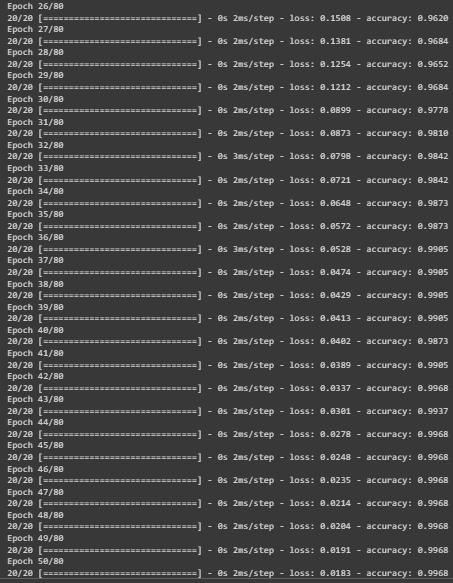 Epoch 26/80
20/20 [==============================] - 0s 2ms/step - loss: 0.1508 - accuracy: 0.9620
Epoch 27/80
20/20 [==============================] - 0s 2ms/step - loss: 0.1381 - accuracy: 0.9684
Epoch 28/80
20/20 [==============================] - 0s 2ms/step - loss: 0.1254 - accuracy: 0.9652
Epoch 29/80
20/20 [==============================] - 0s 2ms/step - loss: 0.1212 - accuracy: 0.9684
Epoch 30/80
20/20 [==============================] - 0s 2ms/step - loss: 0.0899 - accuracy: 0.9778
Epoch 31/80
20/20 [==============================] - 0s 2ms/step - loss: 0.0873 - accuracy: 0.9810
Epoch 32/80
20/20 [==============================] - 0s 3ms/step - loss: 0.0798 - accuracy: 0.9842
Epoch 33/80
20/20 [==============================] - 0s 2ms/step - loss: 0.0721 - accuracy: 0.9842
Epoch 34/80
20/20 [==============================] - 0s 2ms/step - loss: 0.0648 - accuracy: 0.9873
Epoch 35/80
20/20 [==============================] - 0s 2ms/step - loss: 0.0572 - accuracy: 0.9873
Epoch 36/80
20/20 [==============================] - 0s 3ms/step - loss: 0.0528 - accuracy: 0.9905
Epoch 37/80
20/20 [==============================] - 0s 2ms/step - loss: 0.0474 - accuracy: 0.9905
Epoch 38/80
20/20 [==============================] - 0s 2ms/step - loss: 0.0429 - accuracy: 0.9905
Epoch 39/80
20/20 [==============================] - 0s 2ms/step - loss: 0.0413 - accuracy: 0.9905
Epoch 40/80
20/20 [==============================] - 0s 2ms/step - loss: 0.0402 - accuracy: 0.9873
Epoch 41/80
20/20 [==============================] - 0s 2ms/step - loss: 0.0389 - accuracy: 0.9905
Epoch 42/80
20/20 [==============================] - 0s 2ms/step - loss: 0.0337 - accuracy: 0.9968
Epoch 43/80
20/20 [==============================] - 0s 2ms/step - loss: 0.0301 - accuracy: 0.9937
Epoch 44/80
20/20 [==============================] - 0s 2ms/step - loss: 0.0278 - accuracy: 0.9968
Epoch 45/80
20/20 [==============================] - 0s 2ms/step - loss: 0.0248 - accuracy: 0.9968
Epoch 46/80
20/20 [==============================] - 0s 2ms/step - loss: 0.0235 - accuracy: 0.9968
Epoch 47/80
20/20 [==============================] - 0s 2ms/step - loss: 0.0214 - accuracy: 0.9968
Epoch 48/80
20/20 [==============================] - 0s 2ms/step - loss: 0.0204 - accuracy: 0.9968
Epoch 49/80
20/20 [==============================] - 0s 2ms/step - loss: 0.0191 - accuracy: 0.9968
Epoch 50/80
20/20 [==============================] - 0s 2ms/step - loss: 0.0183 - accuracy: 0.9968